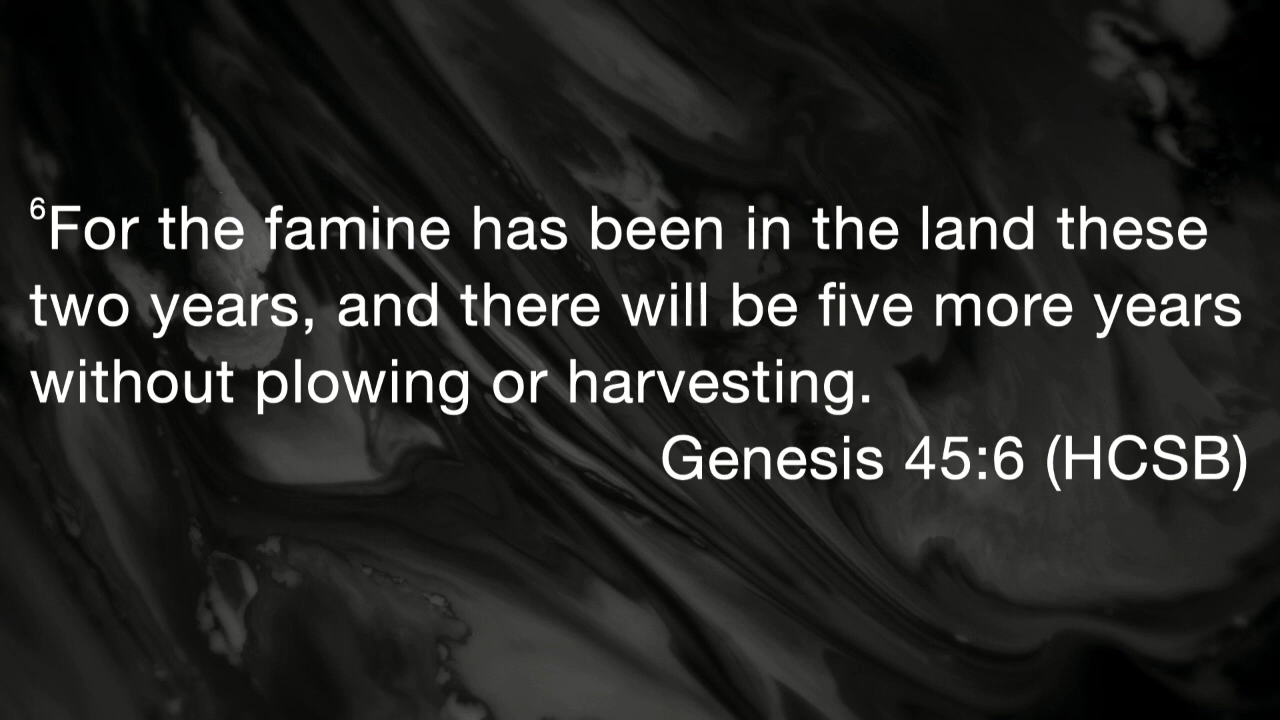 ⁶For the famine has been in the land these
two years, and there will be five more years
without plowing or harvesting.
Genesis 45:6 (HCSB)